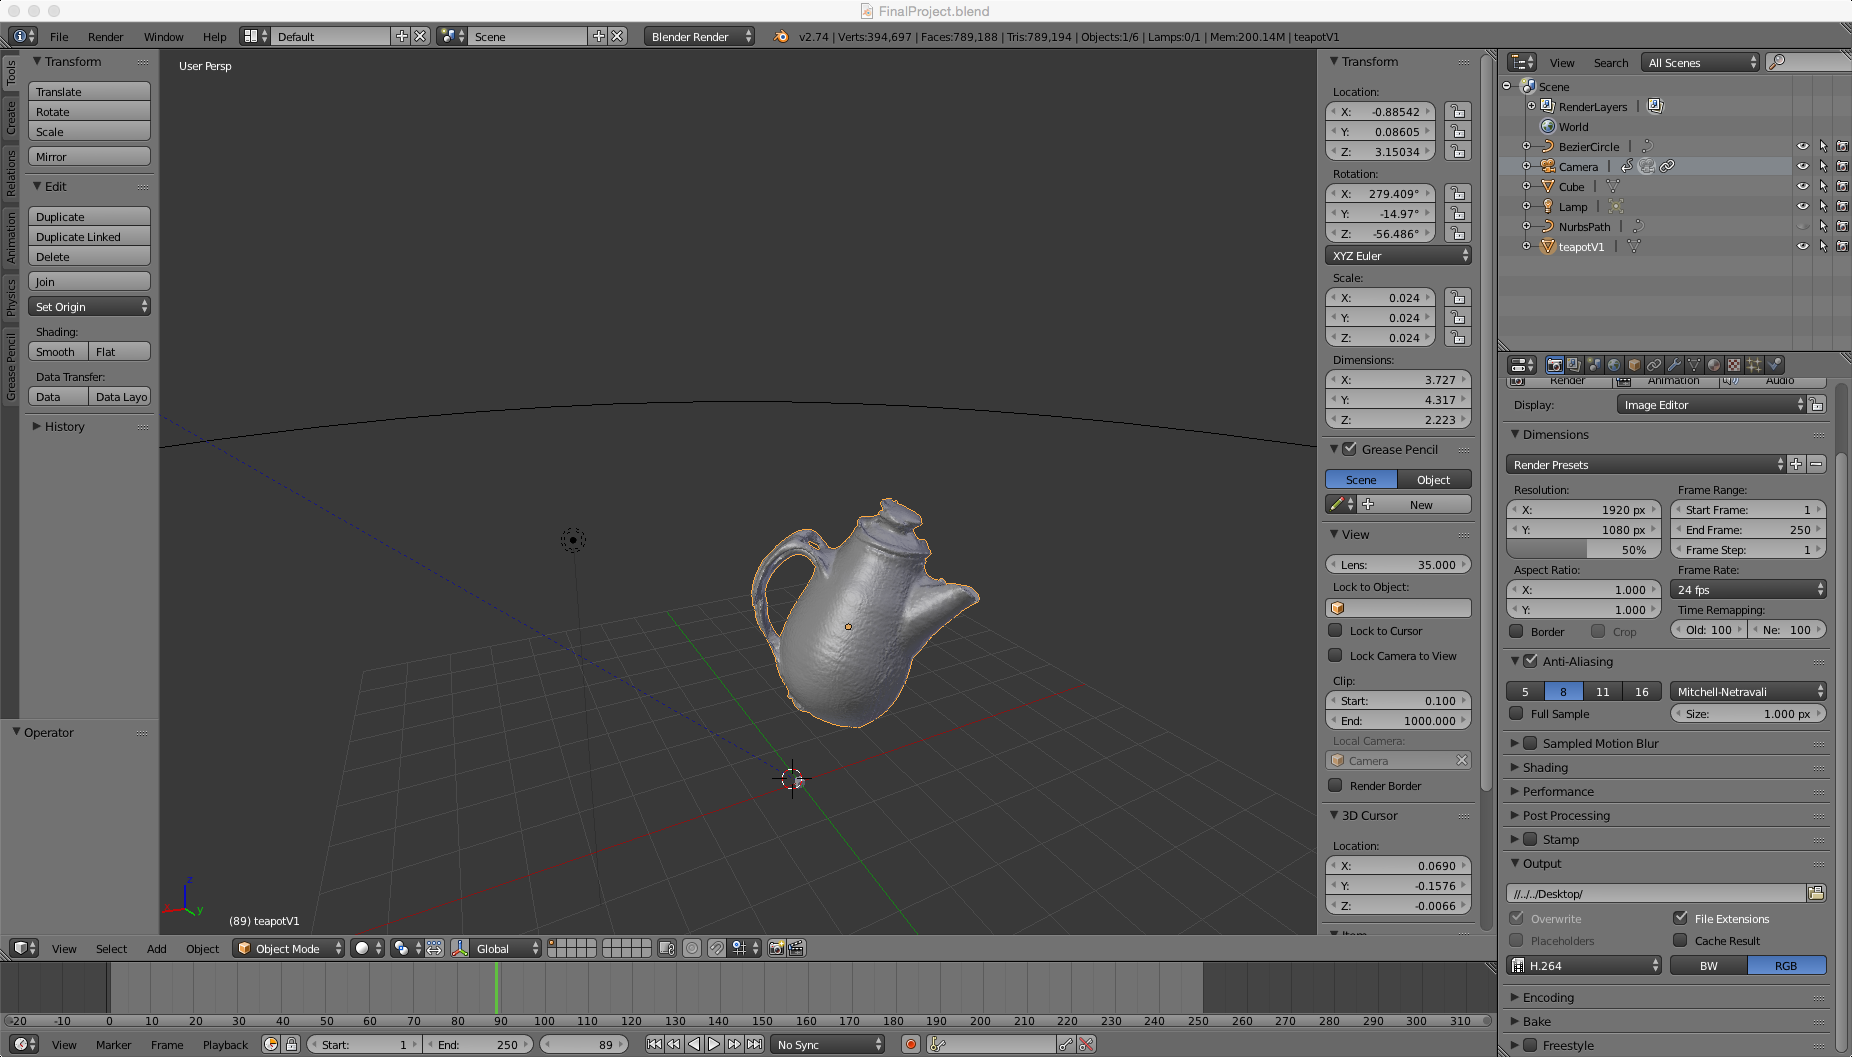 FinalProject.blend
File Render Window Help Default Scene Blender Render v2.74 | Verts:394,697 | Faces:789,188 | Tris:789,194 | Objects:1/6 | Lamps:0/1 | Mem:200.14M | teapotV1
Tools
Create
Relations
Animation
Physics
Grease Pencil
Transform
Translate
Rotate
Scale
Mirror
Edit
Duplicate
Duplicate Linked
Delete
Join
Set Origin
Shading:
Smooth Flat
Data Transfer:
Data Data Layo
History
Operator
User Persp
z
y
(89) teapotV1
Transform
Location:
X: -0.88542
Y: 0.08605
Z: 3.15034
Rotation:
X: 279.409°
Y: -14.97°
Z: -56.486°
XYZ Euler
Scale:
X: 0.024
Y: 0.024
Z: 0.024
Dimensions:
X: 3.727
Y: 4.317
Z: 2.223
Grease Pencil
Scene Object
New
View
Lens: 35.000
Lock to Object:
Lock to Cursor
Lock Camera to View
Clip:
Start: 0.100
End: 1000.000
Local Camera:
Camera
Render Border
3D Cursor
Location:
X: 0.0690
Y: -0.1576
Z: -0.0066
Item
View Search All Scenes
Scene
RenderLayers |
World
BezierCircle |
Camera |
Cube |
Lamp |
NurbsPath |
teapotV1 |
Render Animation Audio
Display: Image Editor
Dimensions
Render Presets
Resolution: Frame Range:
X: 1920 px Start Frame: 1
Y: 1080 px End Frame: 250
50% Frame Step: 1
Aspect Ratio: Frame Rate:
X: 1.000 24 fps
Y: 1.000 Time Remapping:
Border Crop Old: 100 Ne: 100
Anti-Aliasing
5 8 11 16 Mitchell-Netravali
Full Sample Size: 1.000 px
Sampled Motion Blur
Shading
Performance
Post Processing
Stamp
Output
//../../Desktop/
Overwrite File Extensions
Placeholders Cache Result
H.264 BW RGB
Encoding
Bake
Freestyle
View Select Add Object Object Mode Global
-20 -10 0 10 20 30 40 50 60 70 80 90 100 110 120 130 140 150 160 170 180 190 200 210 220 230 240 250 260 270 280 290 300 310
View Marker Frame Playback Start: 1 End: 250 89 No Sync